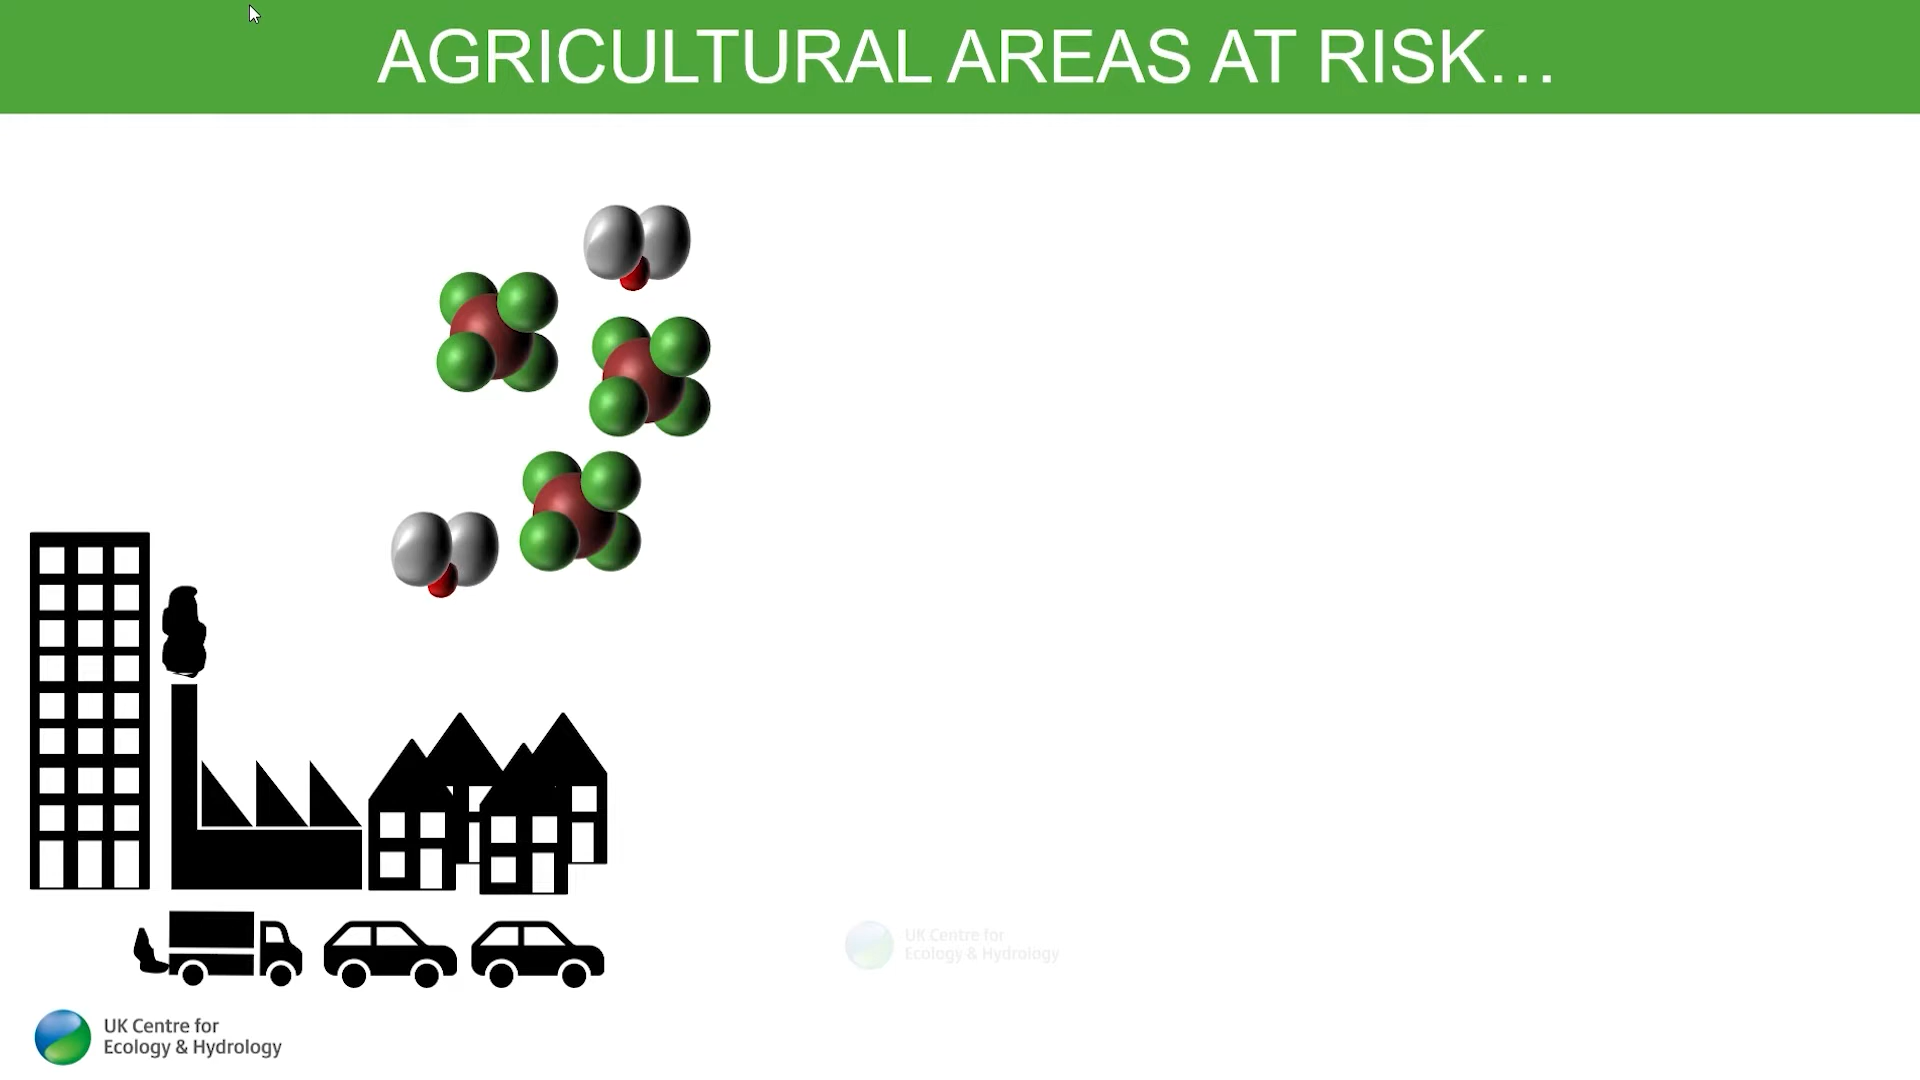 AGRICULTURAL AREAS AT RISK...
UK Centre for
Ecology & Hydrology
UK Centre for
Ecology & Hydrology